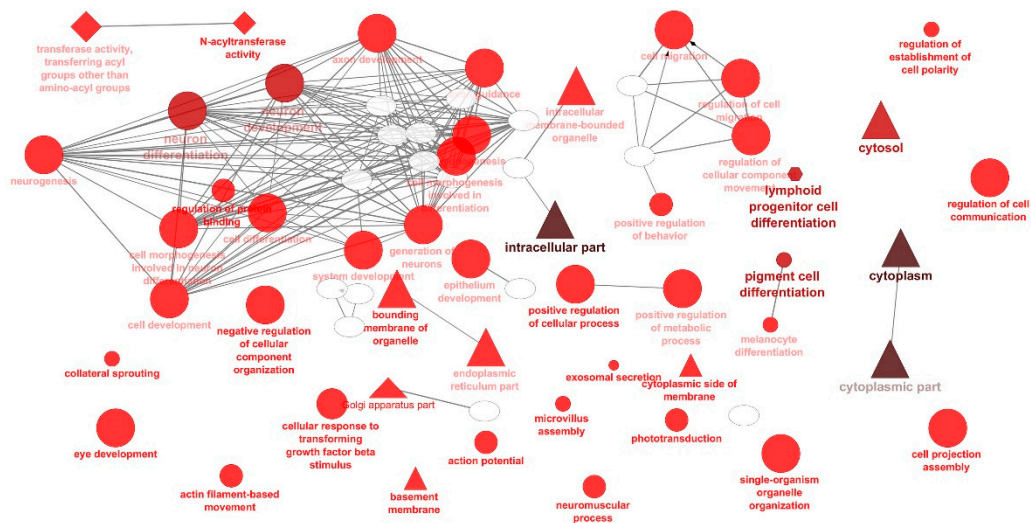 transferase activity,
transferring acyl
groups other than
amino-acyl groups
N-acyltransferase
activity
axon development
guidance
cell migration
regulation of
establishment of
cell polarity
neuron
development
neuron
differentiation
intracellular
membrane-bounded
organelle
regulation of cell
migration
cytosol
neurogenesis
cell morphogenesis
involved in
differentiation
regulation of
cellular component
movement
lymphoid
progenitor cell
differentiation
regulation of cell
communication
regulation of protein
binding
cell differentiation
cell morphogenesis
involved in neuron
differentiation
generation of
neurons
intracellular part
positive regulation
of behavior
system development
epithelium
development
pigment cell
differentiation
cytoplasm
cell development
negative regulation
of cellular
component
organization
bounding
membrane of
organelle
positive regulation
of cellular process
positive regulation
of metabolic
process
melanocyte
differentiation
collateral sprouting
endoplasmic
reticulum part
exosomal secretion
cytoplasmic side of
membrane
cytoplasmic part
Golgi apparatus part
cellular response to
transforming
growth factor beta
stimulus
microvillus
assembly
phototransduction
eye development
action potential
single-organism
organelle
organization
cell projection
assembly
actin filament-based
movement
basement
membrane
neuromuscular
process